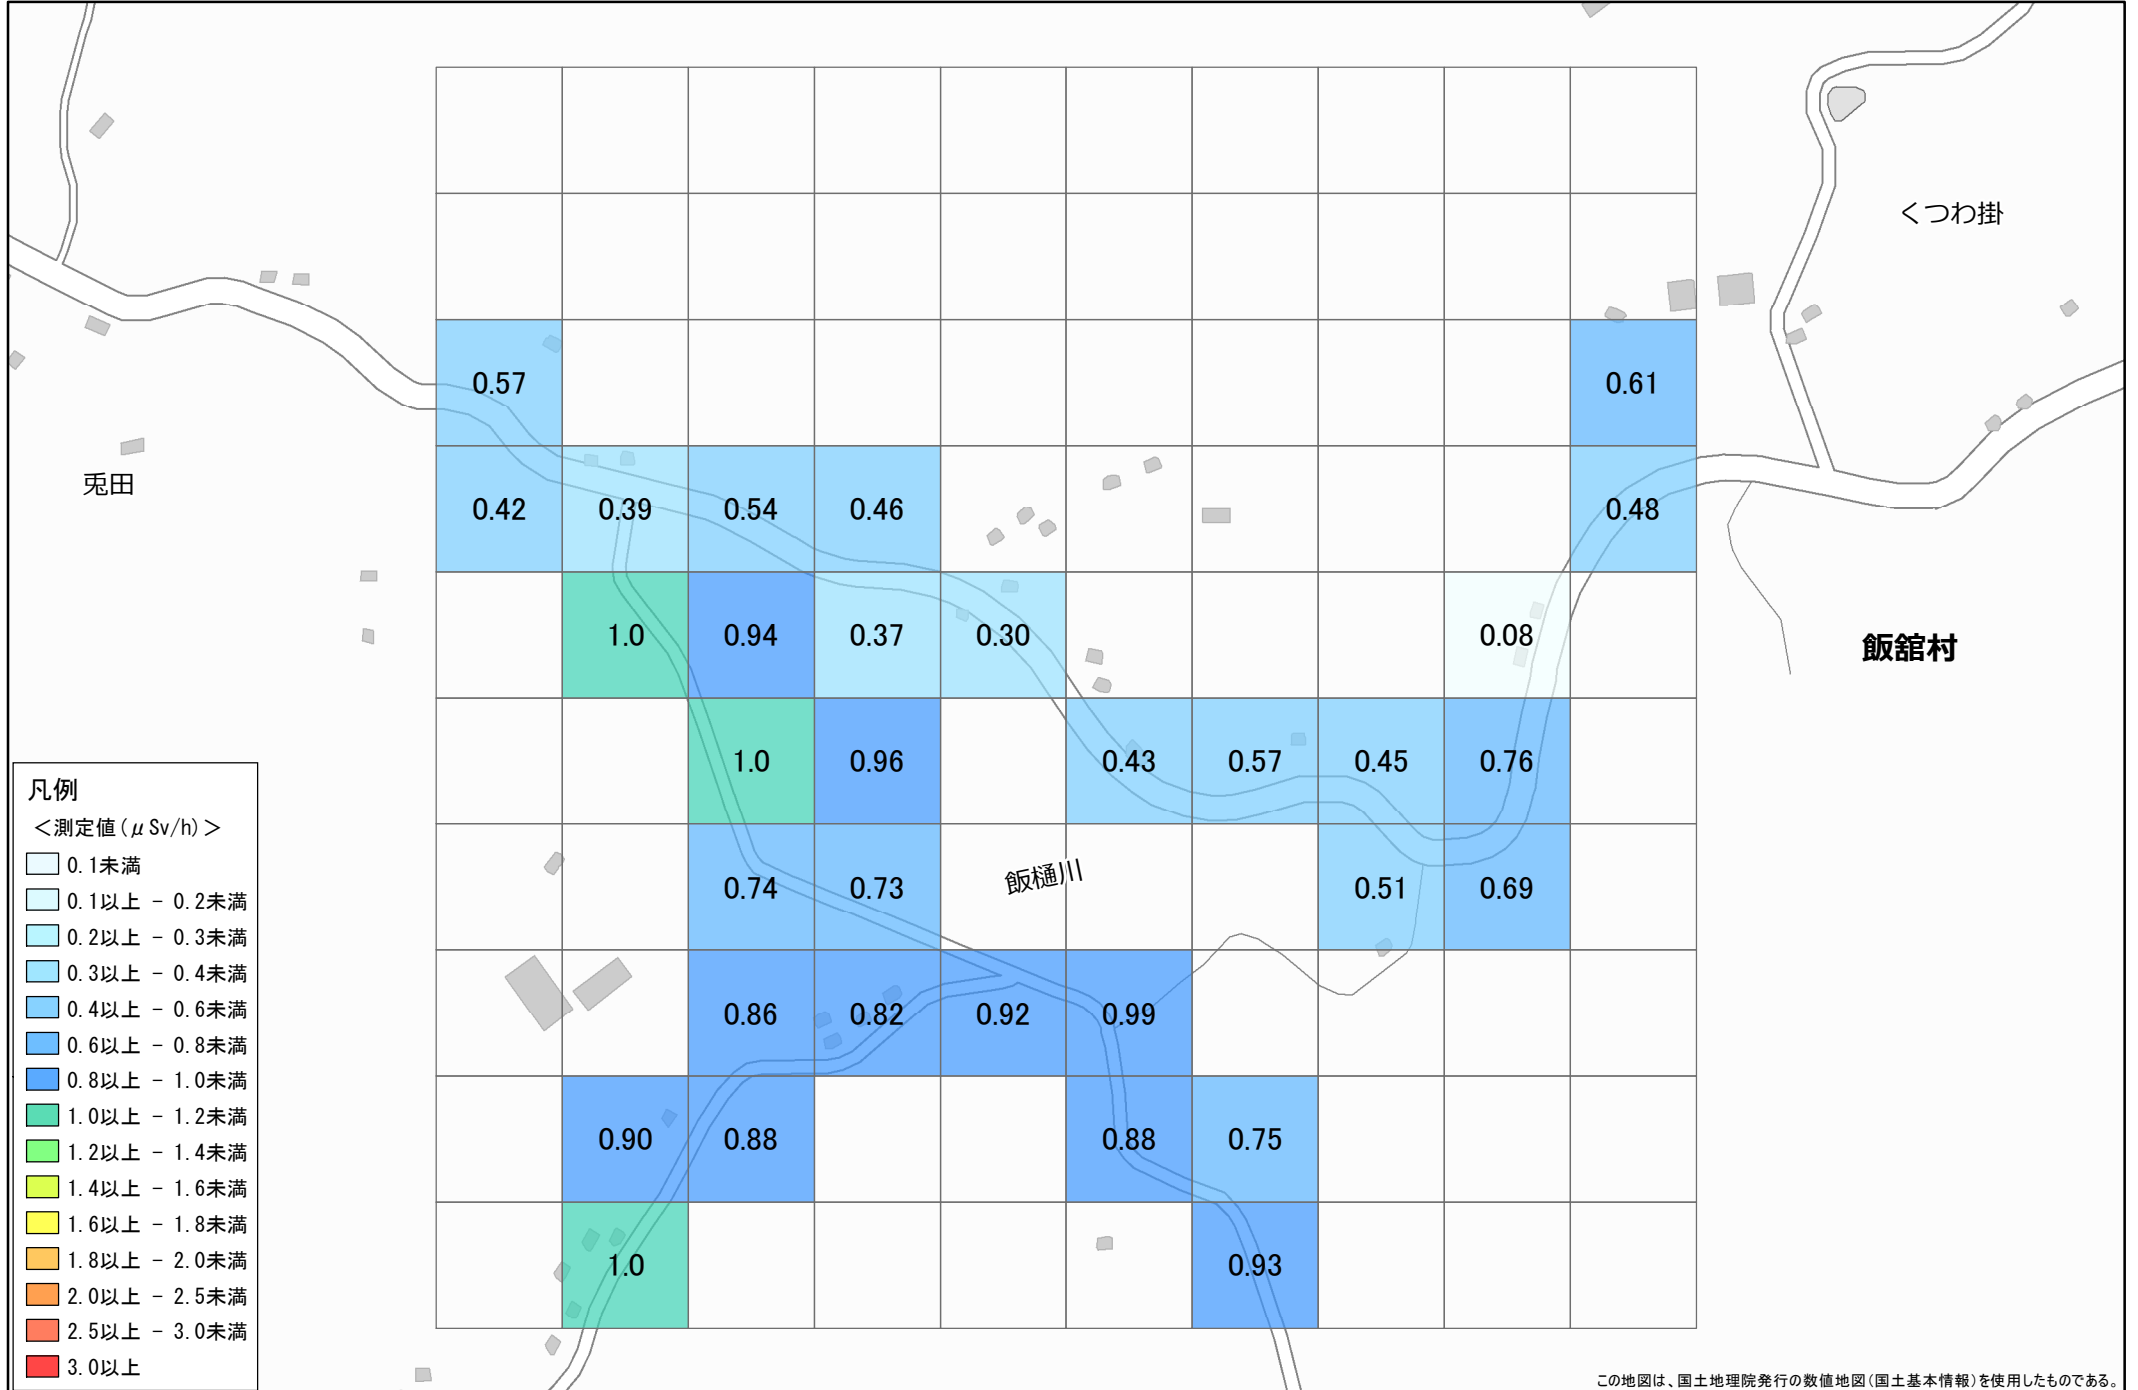 くつわ掛
0.57 0.61
兎田
0.42 0.39 0.54 0.46 0.48
1.0 0.94 0.37 0.30 0.08
飯舘村
1.0 0.96 0.43 0.57 0.45 0.76
0.74 0.73 飯樋川 0.51 0.69
0.86 0.82 0.92 0.99
0.90 0.88 0.88 0.75
1.0 0.93
凡例
＜測定値(μSv/h)＞
0.1未満
0.1以上 - 0.2未満
0.2以上 - 0.3未満
0.3以上 - 0.4未満
0.4以上 - 0.6未満
0.6以上 - 0.8未満
0.8以上 - 1.0未満
1.0以上 - 1.2未満
1.2以上 - 1.4未満
1.4以上 - 1.6未満
1.6以上 - 1.8未満
1.8以上 - 2.0未満
2.0以上 - 2.5未満
2.5以上 - 3.0未満
3.0以上
この地図は、国土地理院発行の数値地図(国土基本情報)を使用したものである。